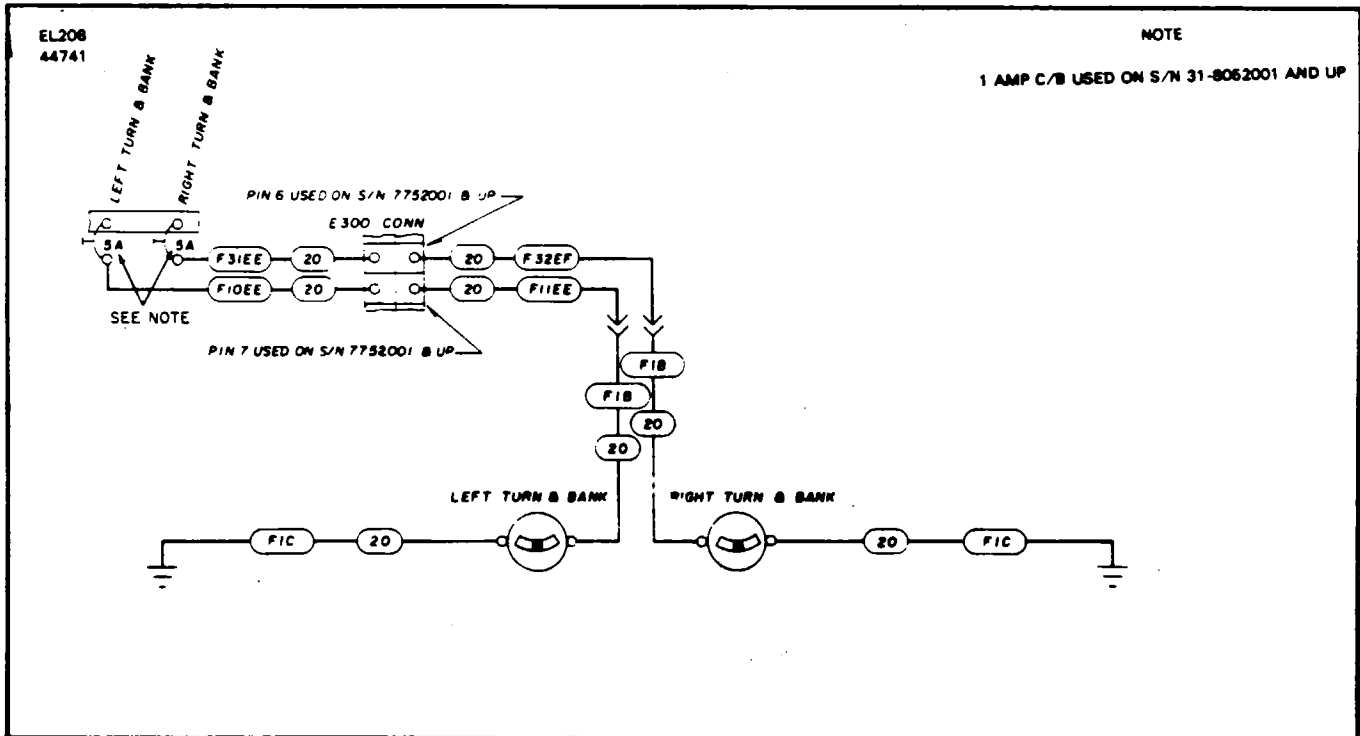 EL208
44741
NOTE
1 AMP C/B USED ON S/N 31-8052001 AND UP
LEFT TURN & BANK
RIGHT TURN & BANK
PIN 6 USED ON S/N 7752001 & UP
E300 CONN
5A
5A
F31EE
20
20
F32EF
F10EE
20
20
F11EE
SEE NOTE
PIN 7 USED ON S/N 7752001 & UP
F1B
F1B
20
20
LEFT TURN & BANK
RIGHT TURN & BANK
F1C
20
20
F1C